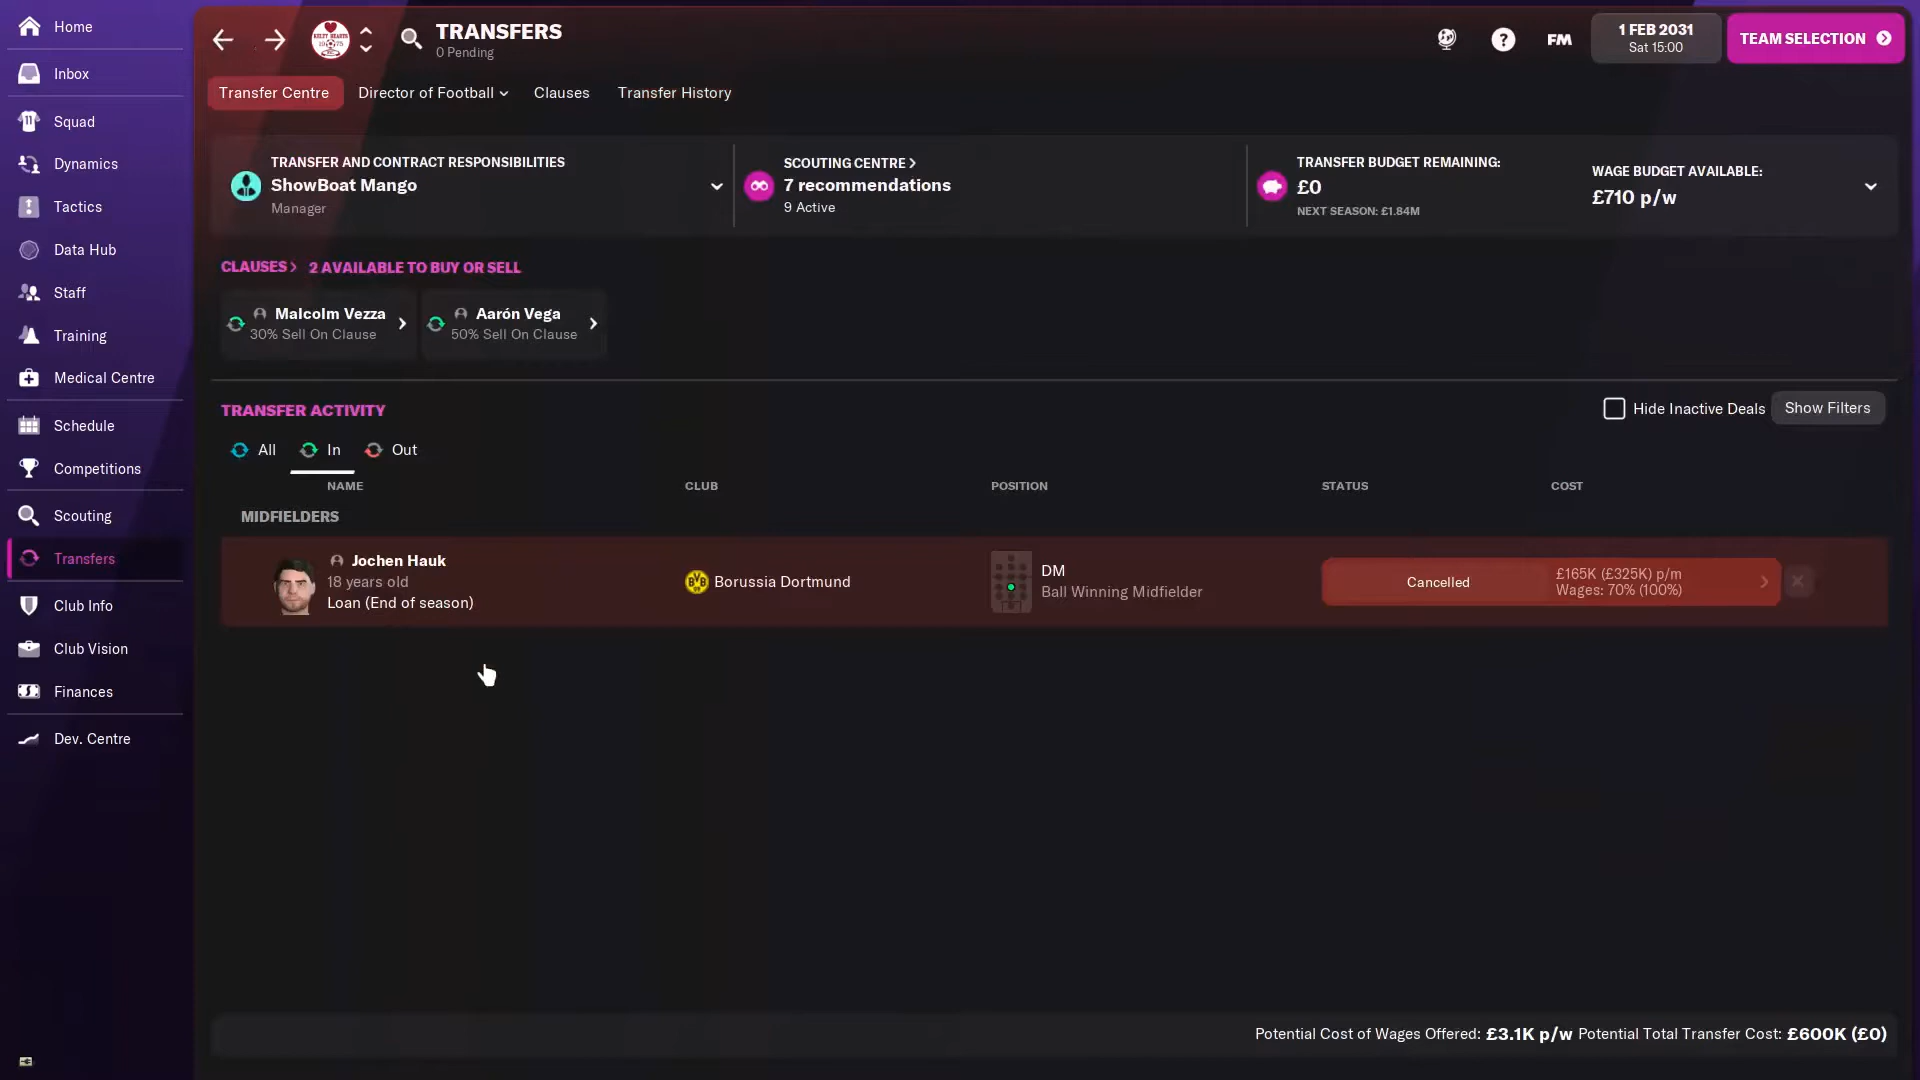 Home
Inbox
Squad
Dynamics
Tactics
Data Hub
Staff
Training
Medical Centre
Schedule
Competitions
Scouting
Transfers
Club Info
Club Vision
Finances
Dev. Centre
KELTY HEARTS
1975
TRANSFERS
0 Pending
?
FM
1 FEB 2031
Sat 15:00
TEAM SELECTION
Transfer Centre
Director of Football
Clauses
Transfer History
TRANSFER AND CONTRACT RESPONSIBILITIES
ShowBoat Mango
Manager
SCOUTING CENTRE >
7 recommendations
9 Active
TRANSFER BUDGET REMAINING:
£0
NEXT SEASON: £1.84M
WAGE BUDGET AVAILABLE:
£710 p/w
CLAUSES > 2 AVAILABLE TO BUY OR SELL
Malcolm Vezza
30% Sell On Clause
Aarón Vega
50% Sell On Clause
TRANSFER ACTIVITY
Hide Inactive Deals
Show Filters
All In Out
NAME CLUB POSITION STATUS COST
MIDFIELDERS
Jochen Hauk
18 years old
Loan (End of season)
BVB
09
Borussia Dortmund
DM
Ball Winning Midfielder
Cancelled
£165K (£325K) p/m
Wages: 70% (100%)
Potential Cost of Wages Offered: £3.1K p/w Potential Total Transfer Cost: £600K (£0)